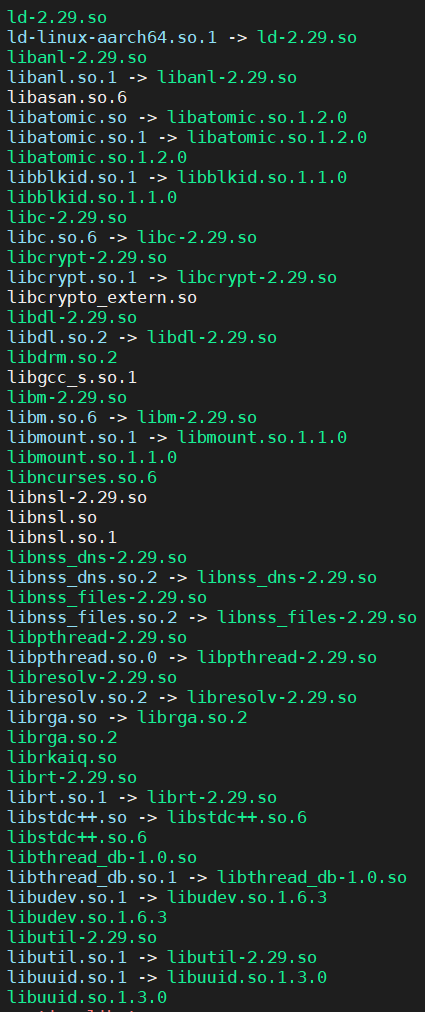 ld-2.29.so
ld-linux-aarch64.so.1 -> ld-2.29.so
libanl-2.29.so
libanl.so.1 -> libanl-2.29.so
libasan.so.6
libatomic.so -> libatomic.so.1.2.0
libatomic.so.1 -> libatomic.so.1.2.0
libatomic.so.1.2.0
libblkid.so.1 -> libblkid.so.1.1.0
libblkid.so.1.1.0
libc-2.29.so
libc.so.6 -> libc-2.29.so
libcrypt-2.29.so
libcrypt.so.1 -> libcrypt-2.29.so
libcrypto_extern.so
libdl-2.29.so
libdl.so.2 -> libdl-2.29.so
libdrm.so.2
libgcc_s.so.1
libm-2.29.so
libm.so.6 -> libm-2.29.so
libmount.so.1 -> libmount.so.1.1.0
libmount.so.1.1.0
libncurses.so.6
libnsl-2.29.so
libnsl.so
libnsl.so.1
libnss_dns-2.29.so
libnss_dns.so.2 -> libnss_dns-2.29.so
libnss_files-2.29.so
libnss_files.so.2 -> libnss_files-2.29.so
libpthread-2.29.so
libpthread.so.0 -> libpthread-2.29.so
libresolv-2.29.so
libresolv.so.2 -> libresolv-2.29.so
librga.so -> librga.so.2
librga.so.2
librkaiq.so
librt-2.29.so
librt.so.1 -> librt-2.29.so
libstdc++.so -> libstdc++.so.6
libstdc++.so.6
libthread_db-1.0.so
libthread_db.so.1 -> libthread_db-1.0.so
libudev.so.1 -> libudev.so.1.6.3
libudev.so.1.6.3
libutil-2.29.so
libutil.so.1 -> libutil-2.29.so
libuuid.so.1 -> libuuid.so.1.3.0
libuuid.so.1.3.0